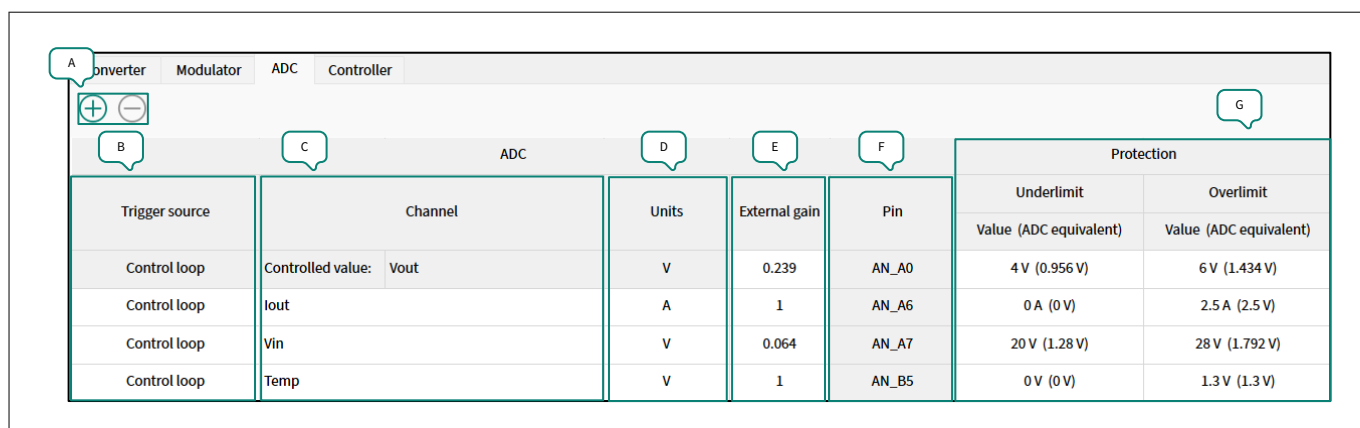 A
onverter Modulator ADC Controller
G
B C ADC D E F Protection
Trigger source Channel Units External gain Pin Underlimit Overlimit
Value (ADC equivalent) Value (ADC equivalent)
Control loop Controlled value: Vout V 0.239 AN_A0 4 V (0.956 V) 6 V (1.434 V)
Control loop Iout A 1 AN_A6 0 A (0 V) 2.5 A (2.5 V)
Control loop Vin V 0.064 AN_A7 20 V (1.28 V) 28 V (1.792 V)
Control loop Temp V 1 AN_B5 0 V (0 V) 1.3 V (1.3 V)